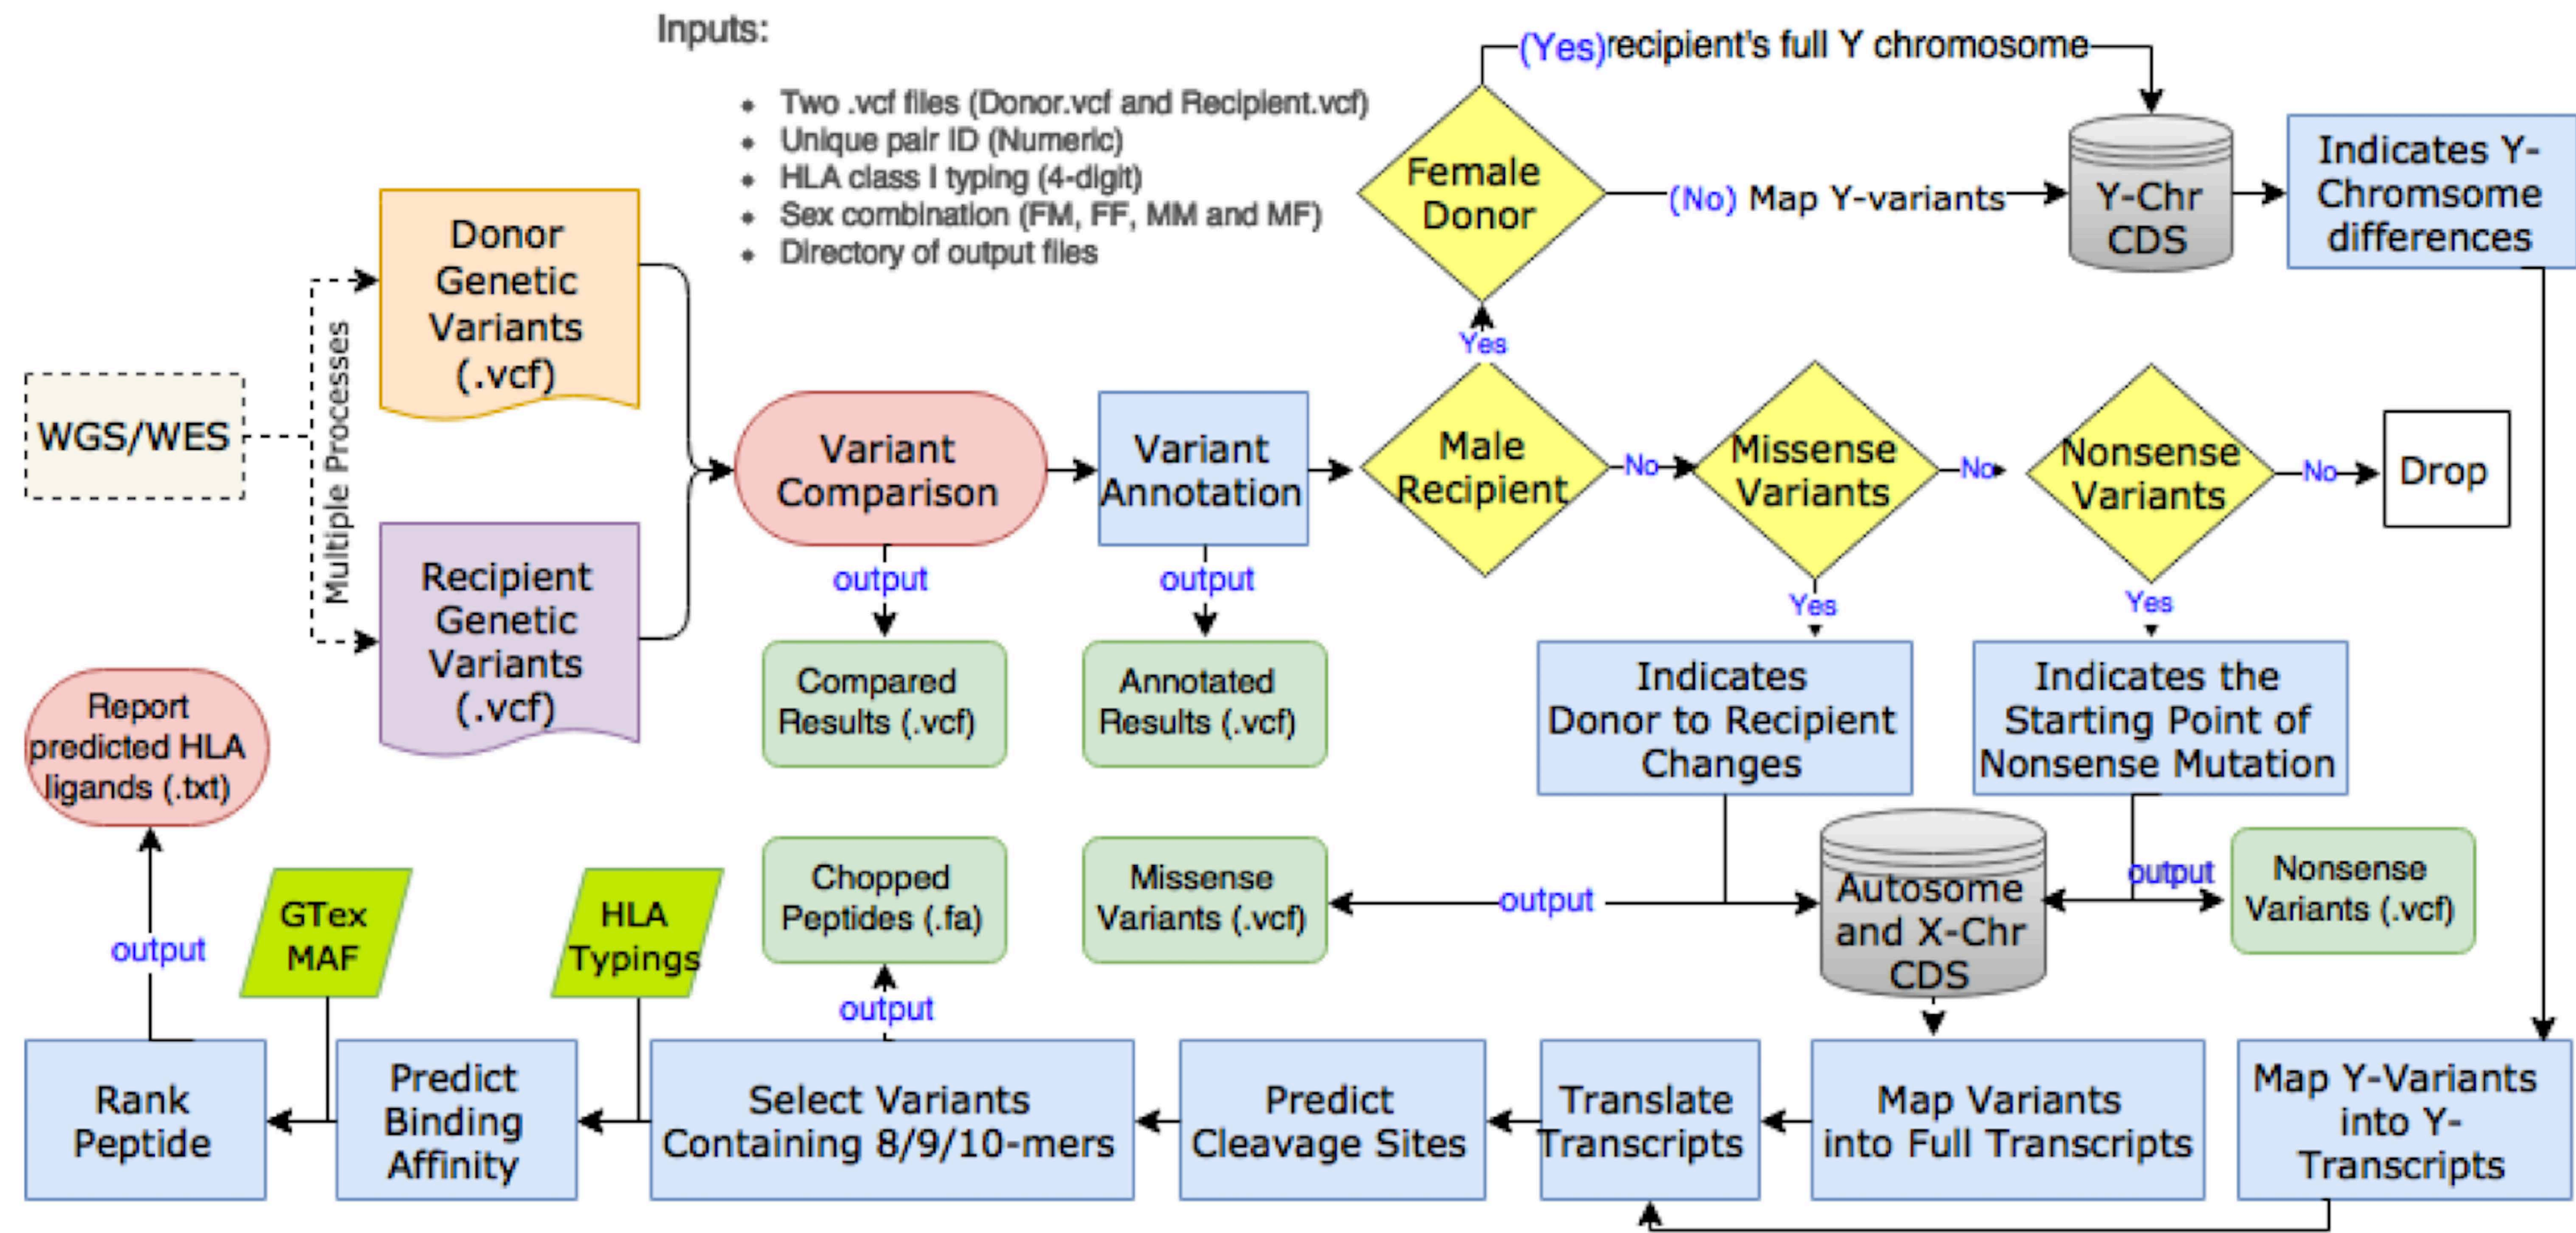 Inputs:
Two .vcf files (Donor.vcf and Recipient.vcf)
Unique pair ID (Numeric)
HLA class I typing (4-digit)
Sex combination (FM, FF, MM and MF)
Directory of output files
WGS/WES
Multiple Processes
Donor
Genetic
Variants
(.vcf)
Recipient
Genetic
Variants
(.vcf)
Variant
Comparison
output
Compared
Results (.vcf)
Variant
Annotation
output
Annotated
Results (.vcf)
Male
Recipient
Yes
Female
Donor
(Yes)recipient's full Y chromosome
(No) Map Y-variants
Y-Chr
CDS
Indicates Y-
Chromsome
differences
No
Missense
Variants
No
Nonsense
Variants
No
Drop
Yes
Indicates
Donor to Recipient
Changes
Yes
Indicates the
Starting Point of
Nonsense Mutation
output
Missense
Variants (.vcf)
Autosome
and X-Chr
CDS
output
Nonsense
Variants (.vcf)
Map Y-Variants
into Y-
Transcripts
Map Variants
into Full Transcripts
Translate
Transcripts
Predict
Cleavage Sites
Select Variants
Containing 8/9/10-mers
output
Chopped
Peptides (.fa)
HLA
Typings
Predict
Binding
Affinity
GTex
MAF
Rank
Peptide
output
Report
predicted HLA
ligands (.txt)